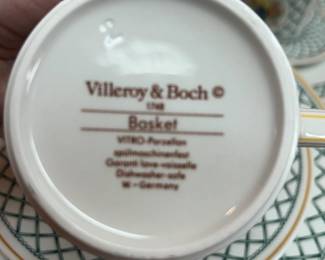 Villeroy & Boch ©
1748
Basket
VITRO-Porzellan
spülmaschinenfest
Garanti lave-vaisselle
Dishwasher-safe
W.-Germany